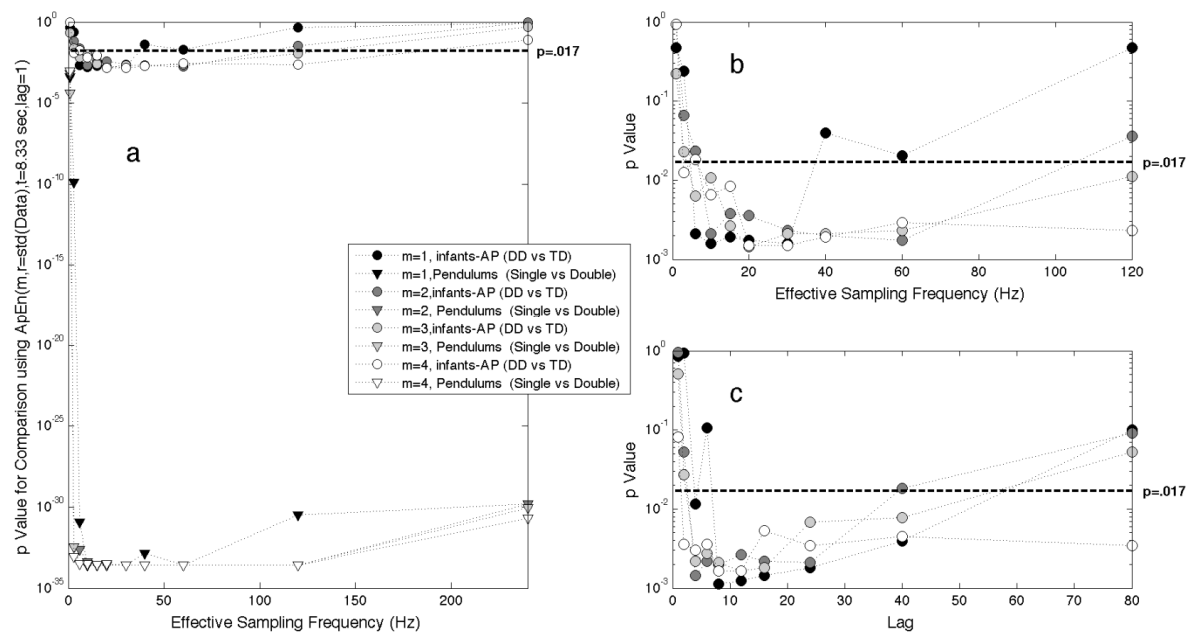 p Value for Comparison using ApEn(m,r=std(Data),t=8.33 sec,lag=1)
10^0
10^-5
10^-10
10^-15
10^-20
10^-25
10^-30
10^-35
a
p=.017
0 50 100 150 200
Effective Sampling Frequency (Hz)
m=1, infants-AP (DD vs TD)
m=1,Pendulums (Single vs Double)
m=2,infants-AP (DD vs TD)
m=2, Pendulums (Single vs Double)
m=3,infants-AP (DD vs TD)
m=3, Pendulums (Single vs Double)
m=4, infants-AP (DD vs TD)
m=4, Pendulums (Single vs Double)
p Value
10^0
10^-1
10^-2
10^-3
b
p=.017
0 20 40 60 80 100 120
Effective Sampling Frequency (Hz)
p Value
10^0
10^-1
10^-2
10^-3
c
p=.017
0 10 20 30 40 50 60 70 80
Lag